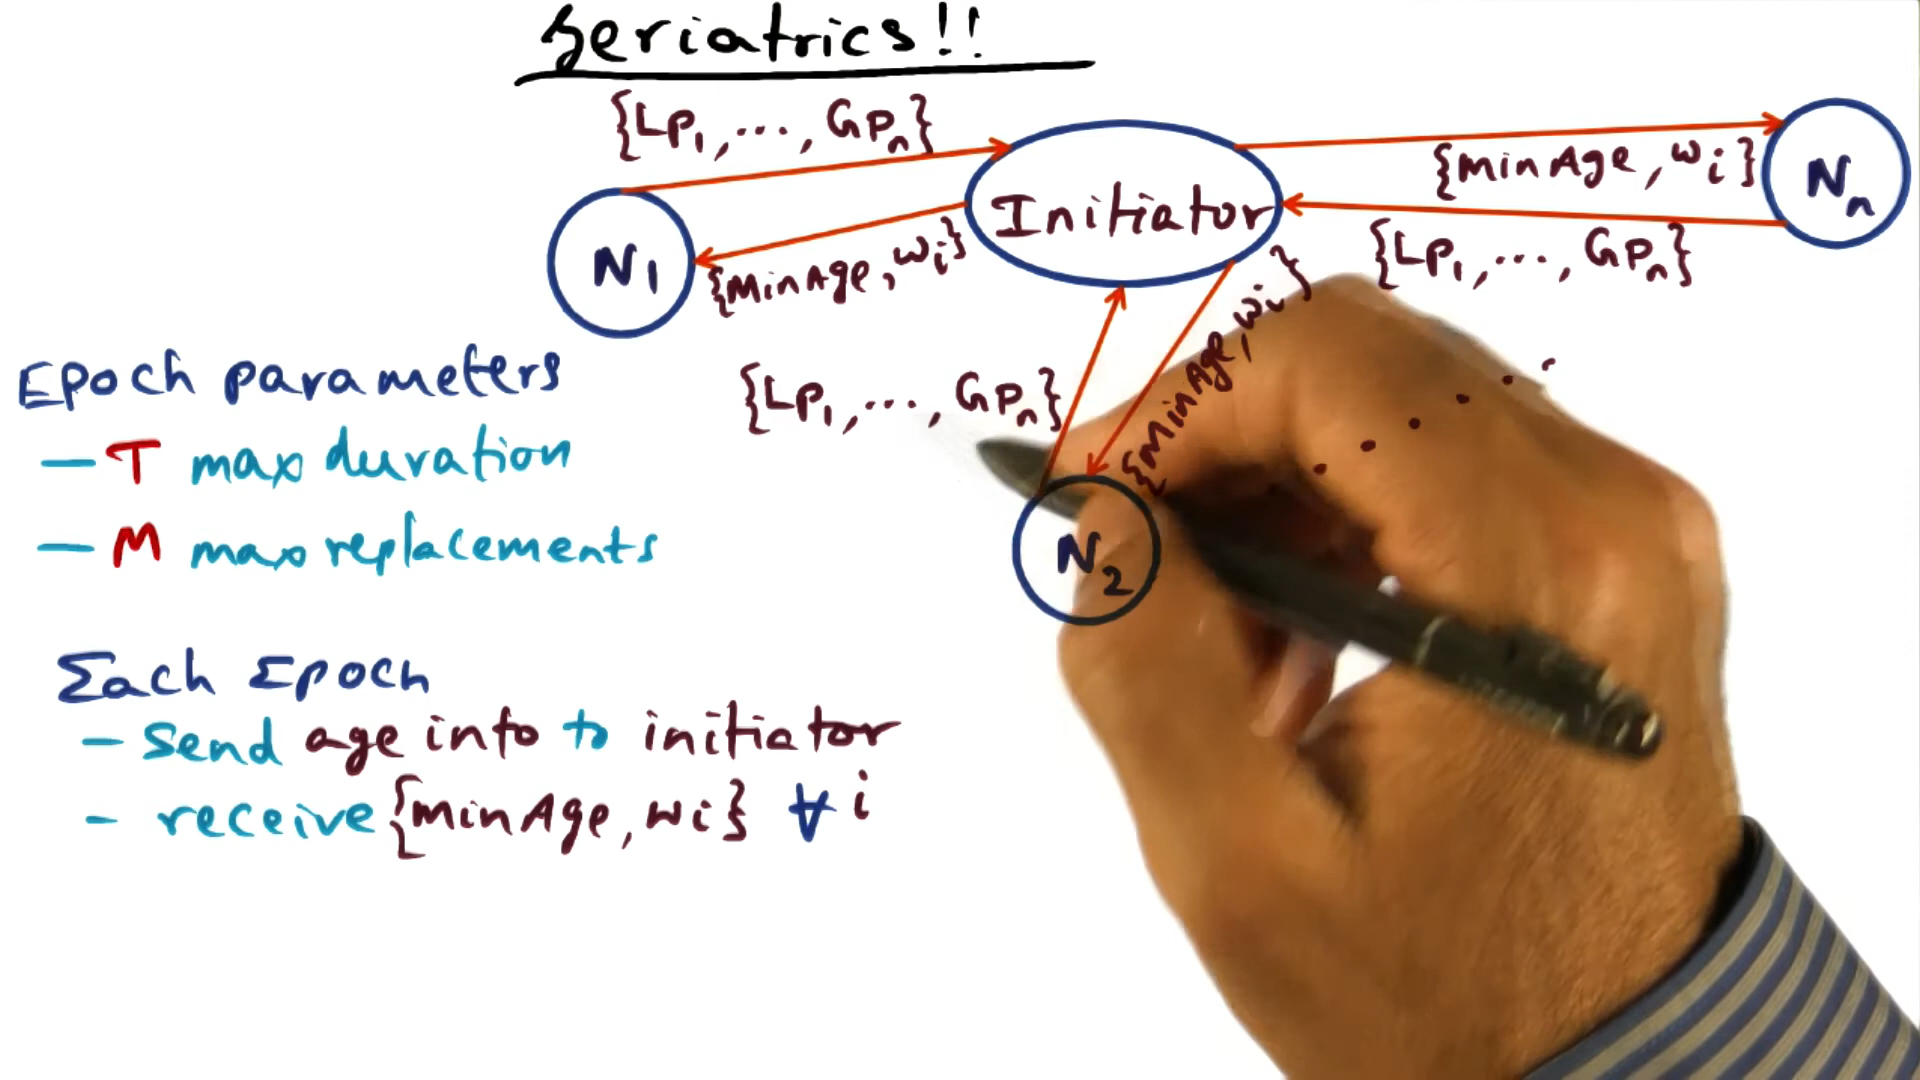 Geriatrics!!
{LP1, ..., GPn}
Initiator
{minAge, wi}
Nn
N1
{minAge, wi}
{LP1, ..., GPn}
{minAge, wi}
{LP1, ..., GPn}
N2
Epoch parameters
- T max duration
- M max replacements
Each Epoch
- Send age info to initiator
- receive {minAge, wi} ∀ i